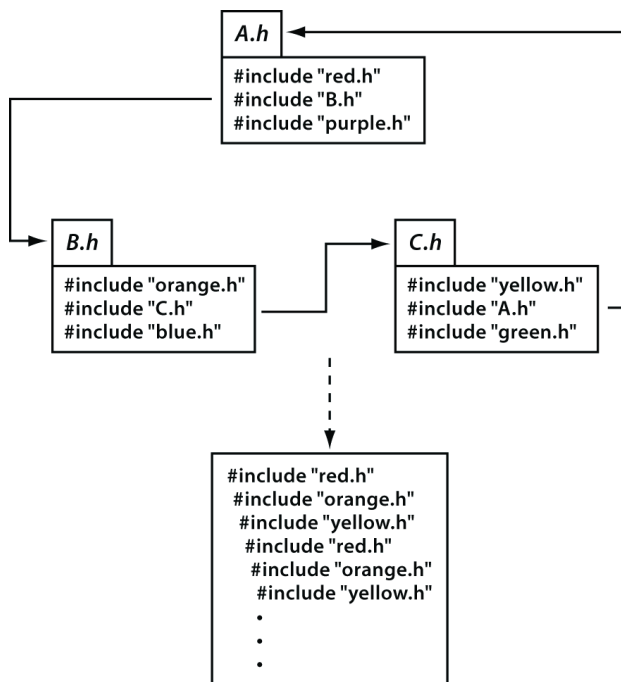 A.h
#include "red.h"
#include "B.h"
#include "purple.h"
B.h
#include "orange.h"
#include "C.h"
#include "blue.h"
C.h
#include "yellow.h"
#include "A.h"
#include "green.h"
#include "red.h"
#include "orange.h"
#include "yellow.h"
#include "red.h"
#include "orange.h"
#include "yellow.h"